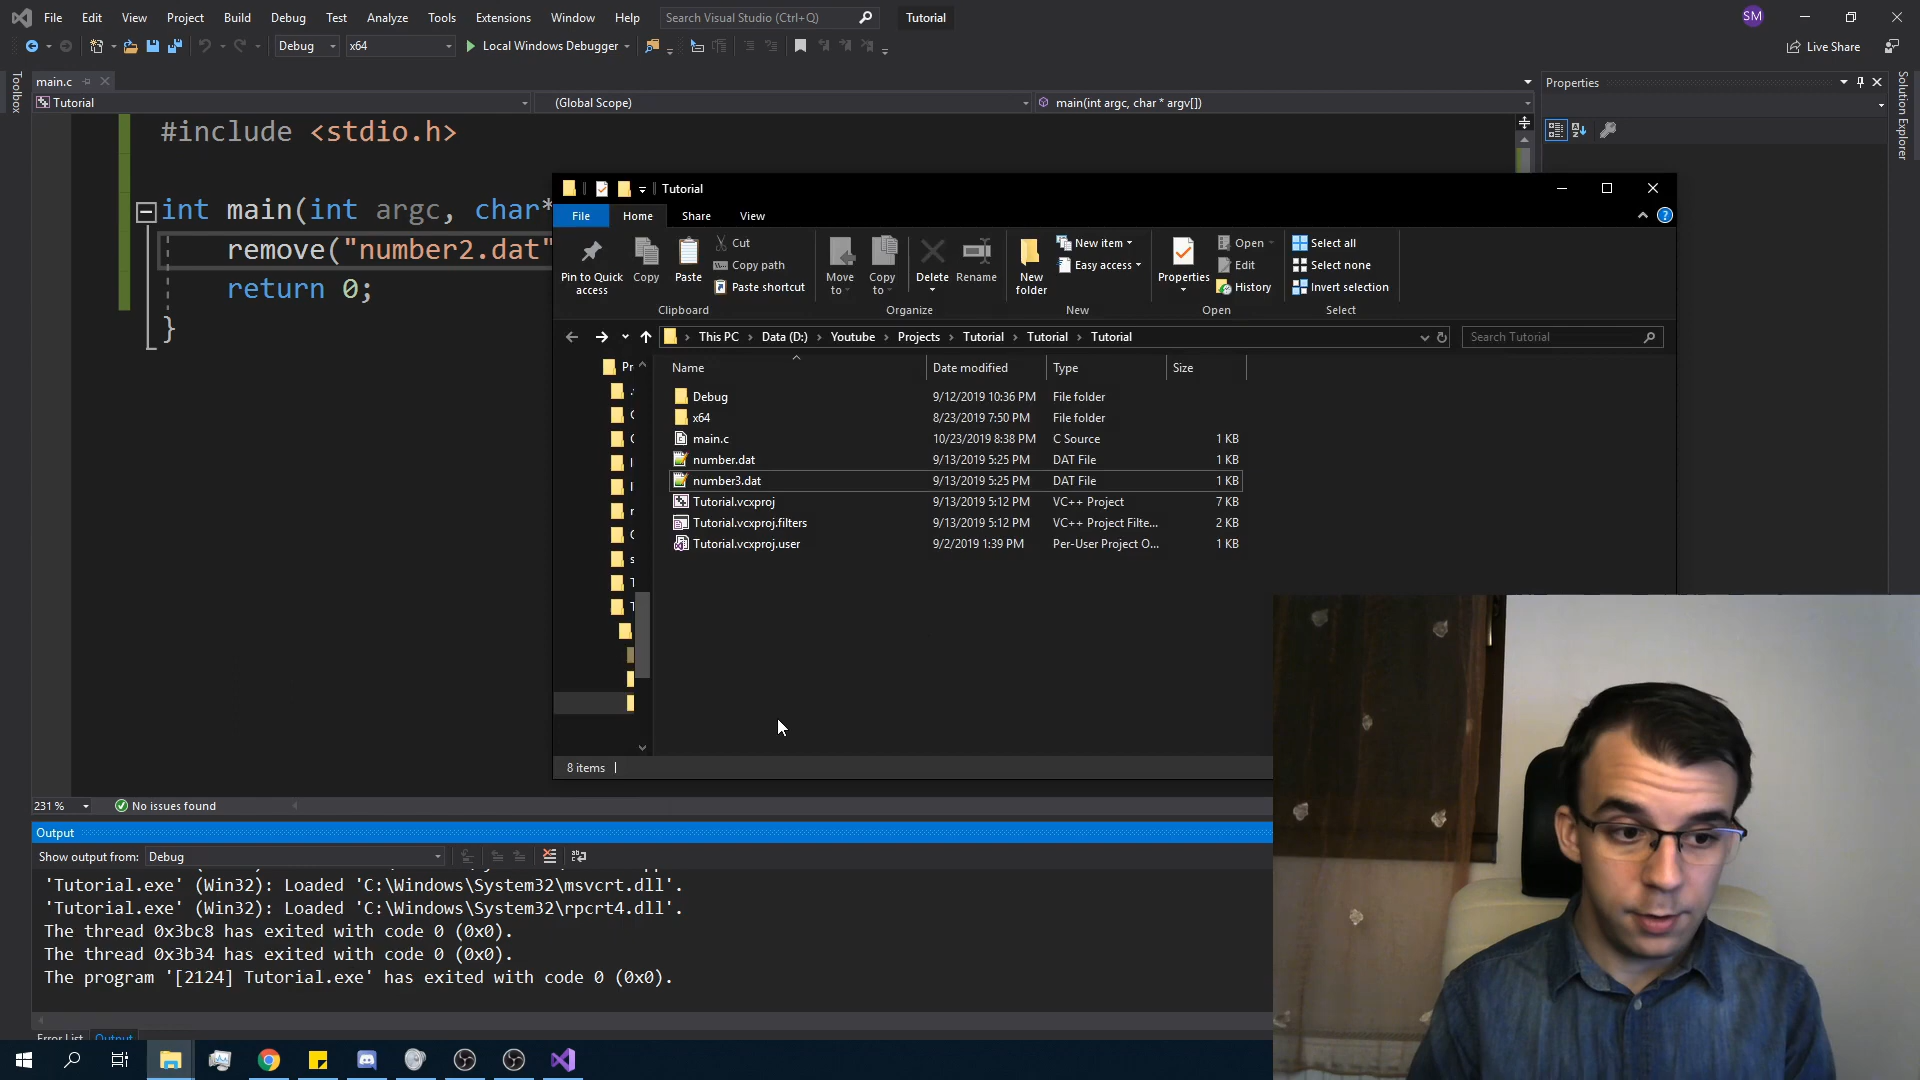 File Edit View Project Build Debug Test Analyze Tools Extensions Window Help Search Visual Studio (Ctrl+Q) Tutorial SM
Debug x64 Local Windows Debugger Live Share
Toolbox
main.c
Tutorial (Global Scope) main(int argc, char * argv[])
Properties
Solution Explorer
#include <stdio.h>
int main(int argc, char*
remove("number2.dat"
return 0;
}
Tutorial
File Home Share View
Pin to Quick access
Copy
Paste
Cut
Copy path
Paste shortcut
Clipboard
Move to
Copy to
Delete
Rename
Organize
New folder
New item
Easy access
New
Properties
Open
Edit
History
Open
Select all
Select none
Invert selection
Select
This PC Data (D:) Youtube Projects Tutorial Tutorial Tutorial Search Tutorial
Name Date modified Type Size
Debug 9/12/2019 10:36 PM File folder
x64 8/23/2019 7:50 PM File folder
main.c 10/23/2019 8:38 PM C Source 1 KB
number.dat 9/13/2019 5:25 PM DAT File 1 KB
number3.dat 9/13/2019 5:25 PM DAT File 1 KB
Tutorial.vcxproj 9/13/2019 5:12 PM VC++ Project 7 KB
Tutorial.vcxproj.filters 9/13/2019 5:12 PM VC++ Project Filte... 2 KB
Tutorial.vcxproj.user 9/2/2019 1:39 PM Per-User Project O... 1 KB
8 items
231 % No issues found
Output
Show output from: Debug
'Tutorial.exe' (Win32): Loaded 'C:\Windows\System32\msvcrt.dll'.
'Tutorial.exe' (Win32): Loaded 'C:\Windows\System32\rpcrt4.dll'.
The thread 0x3bc8 has exited with code 0 (0x0).
The thread 0x3b34 has exited with code 0 (0x0).
The program '[2124] Tutorial.exe' has exited with code 0 (0x0).
Error List Output